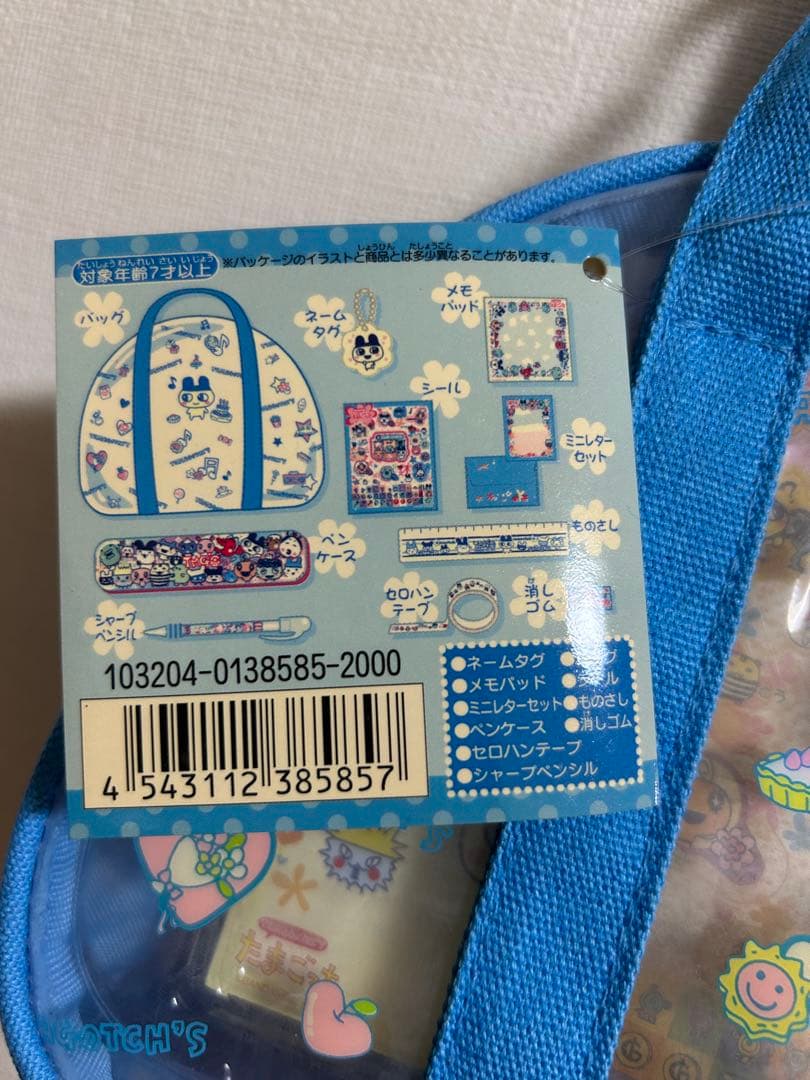 たいしょうねんれい さい いじょう
対象年齢7才以上
しょうひん たしょうこと
※パッケージのイラストと商品とは多少異なることがあります。
バッグ
ネーム
タグ
メモ
パッド
シール
ミニレター
セット
ペン
ケース
ものさし
シャープ
ペンシル
セロハン
テープ
消し
ゴム
103204-0138585-2000
4 543112 385857
●ネームタグ
●メモパッド
●ミニレターセット ●ものさし
●ペンケース ●消しゴム
●セロハンテープ
●シャープペンシル
たまごっち
GOTCH'S